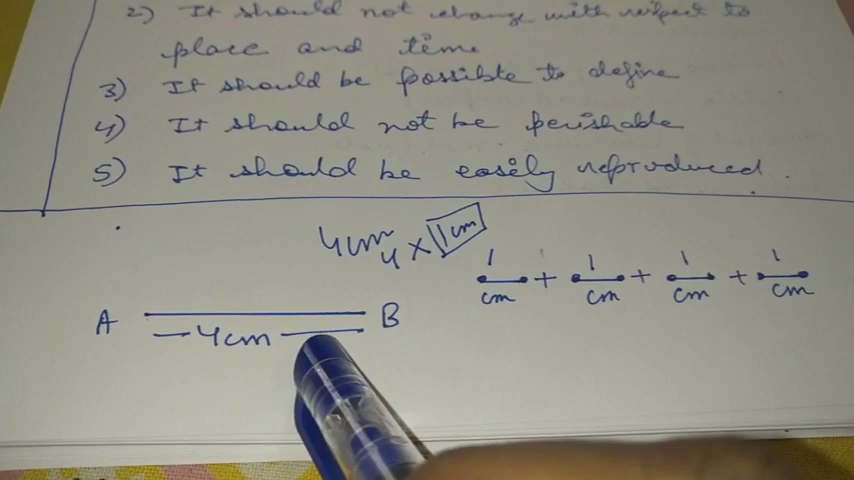 2) It should not change with respect to
place and time
3) It should be possible to define
4) It should not be perishable
5) It should be easily reproduced.
4cm 4 × 1cm
1 cm + 1 cm + 1 cm + 1 cm
A B
4cm